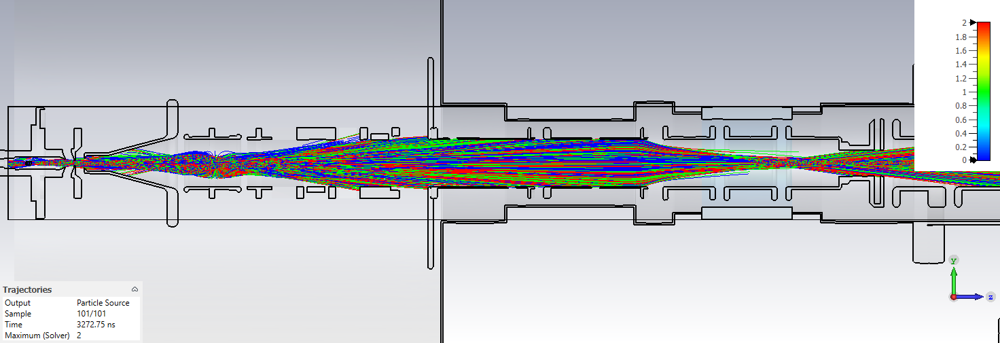 2
1.8
1.6
1.4
1.2
1
0.8
0.6
0.4
0.2
0
y
z
Trajectories
Output Particle Source
Sample 101/101
Time 3272.75 ns
Maximum (Solver) 2